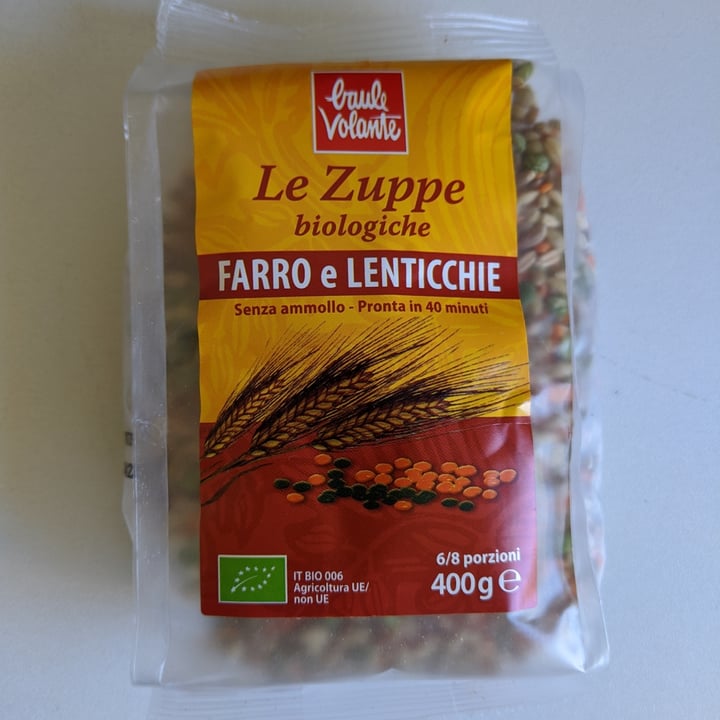 baule
volante
Le Zuppe
biologiche
FARRO e LENTICCHIE
Senza ammollo - Pronta in 40 minuti
6/8 porzioni
400g e
IT BIO 006
Agricoltura UE/
non UE